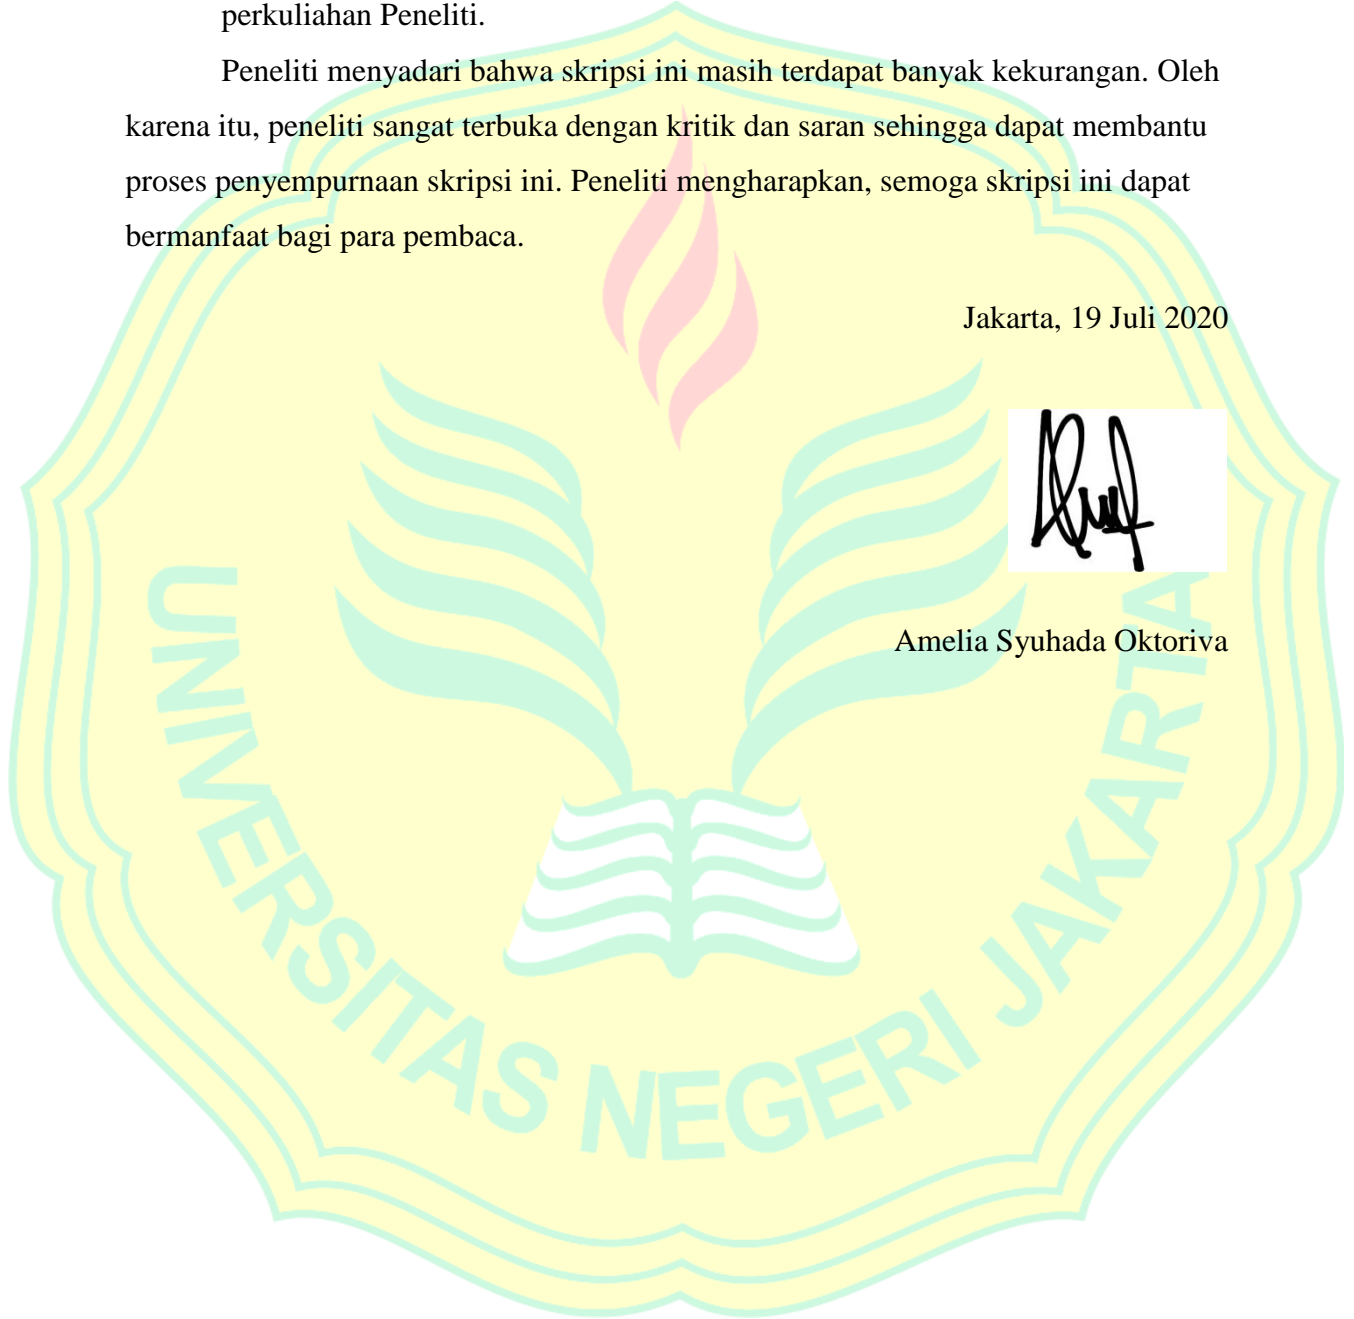 perkuliahan Peneliti.
Peneliti menyadari bahwa skripsi ini masih terdapat banyak kekurangan. Oleh
karena itu, peneliti sangat terbuka dengan kritik dan saran sehingga dapat membantu
proses penyempurnaan skripsi ini. Peneliti mengharapkan, semoga skripsi ini dapat
bermanfaat bagi para pembaca.
Jakarta, 19 Juli 2020
Amelia Syuhada Oktoriva
UNIVERSITAS NEGERI JAKARTA